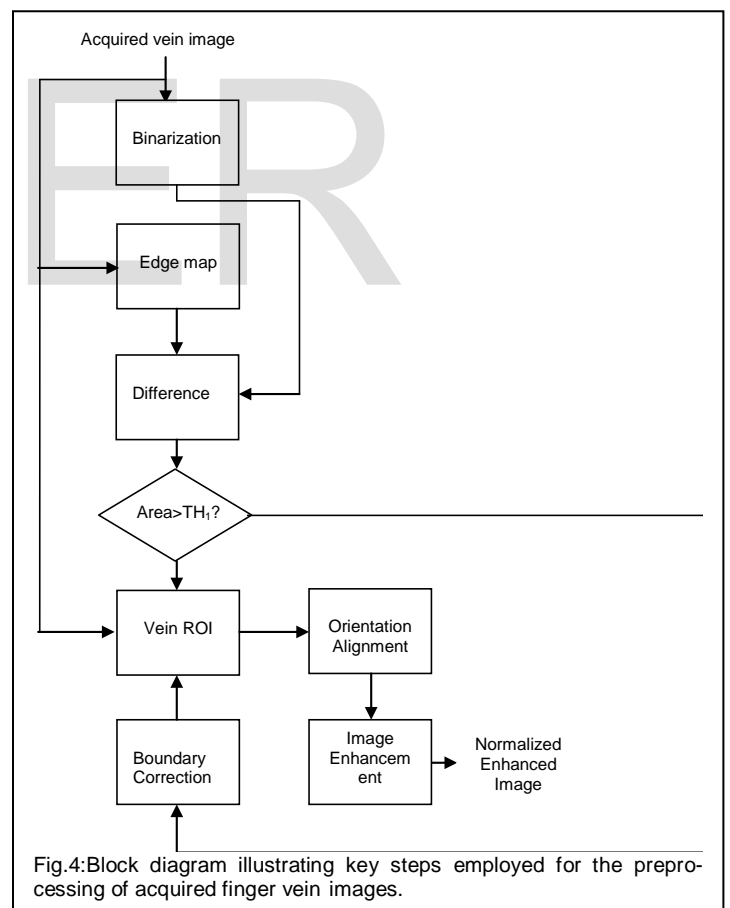 Acquired vein image
ER
Binarization
Edge map
Difference
Area>TH₁?
Vein ROI
Orientation
Alignment
Boundary
Correction
Image
Enhancem
ent
Normalized
Enhanced
Image
Fig.4:Block diagram illustrating key steps employed for the prepro-
cessing of acquired finger vein images.